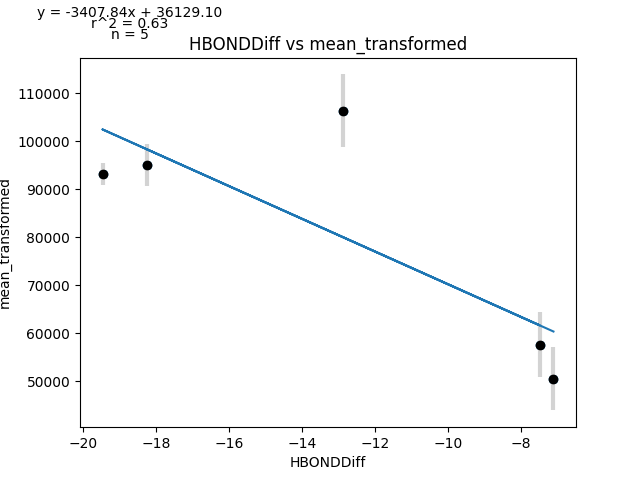 y = -3407.84x + 36129.10
r^2 = 0.63
n = 5
HBONDDiff vs mean_transformed
110000
100000
90000
80000
70000
60000
50000
mean_transformed
−20
−18
−16
−14
−12
−10
−8
HBONDDiff